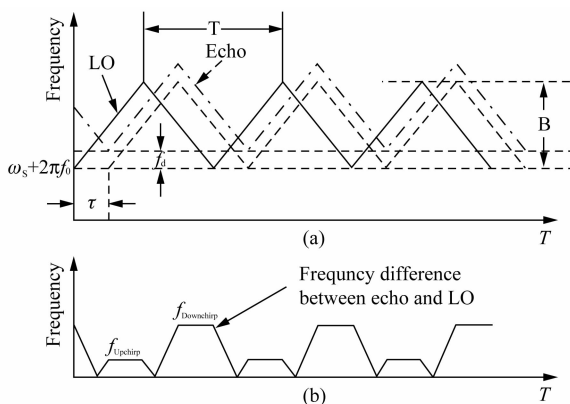 Frequency
LO
T
Echo
B
f_d
ω_S+2πf_0
τ
T
(a)
Frequency
f_Upchirp
f_Downchirp
Frequncy difference
between echo and LO
T
(b)